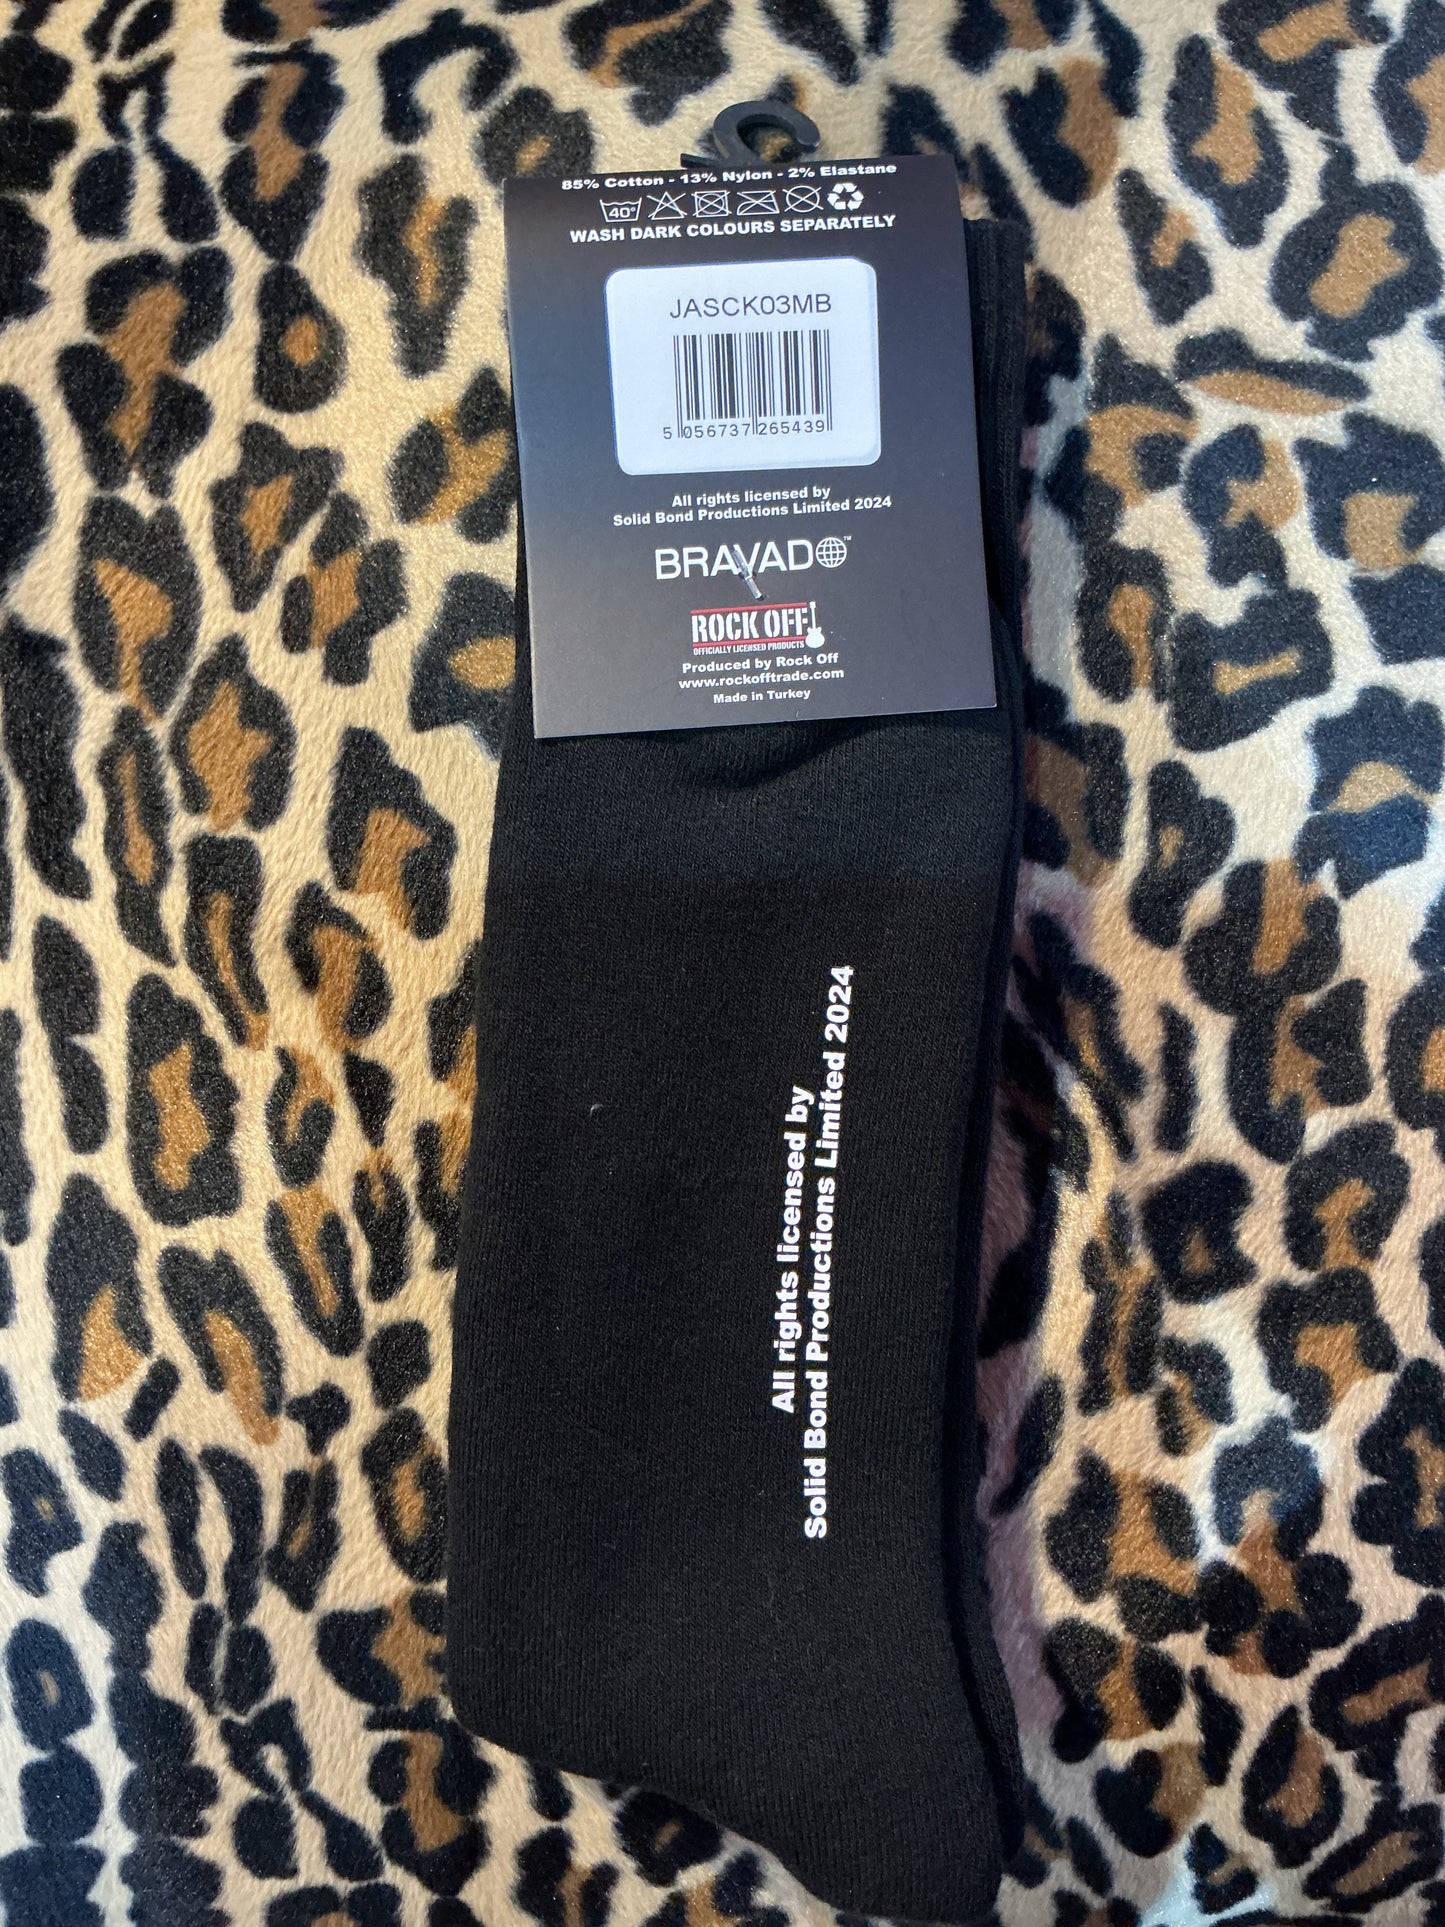 85% Cotton - 13% Nylon - 2% Elastane
40°
WASH DARK COLOURS SEPARATELY
JASCK03MB
5 056737 265439
All rights licensed by
Solid Bond Productions Limited 2024
BRAVADO™
ROCK OFF
OFFICIALLY LICENSED PRODUCTS
Produced by Rock Off
www.rockofftrade.com
Made in Turkey
All rights licensed by
Solid Bond Productions Limited 2024